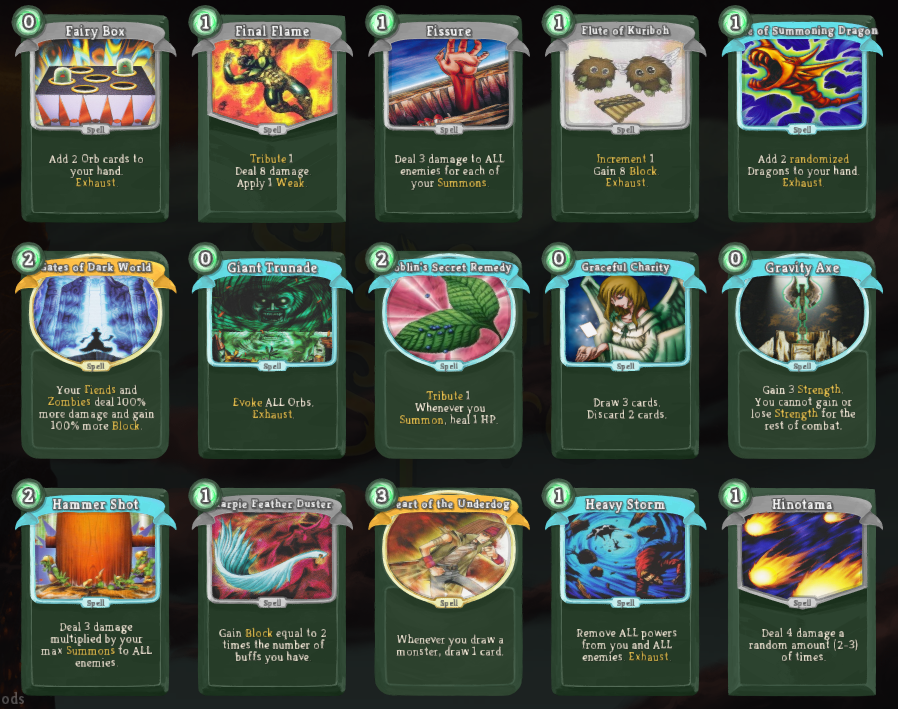 0
Fairy Box
Spell
Add 2 Orb cards to
your hand.
Exhaust.
1
Final Flame
Spell
Tribute 1
Deal 8 damage.
Apply 1 Weak
1
Fissure
Spell
Deal 3 damage to ALL
enemies for each of
your Summons.
1
Flute of Kuriboh
Spell
Increment 1
Gain 8 Block.
Exhaust.
1
e of Summoning Dragon
Spell
Add 2 randomized
Dragons to your hand.
Exhaust
2
Gates of Dark World
Spell
Your Fiends and
Zombies deal 100%
more damage and gain
100% more Block.
0
Giant Trunade
Spell
Evoke ALL Orbs.
Exhaust.
2
oblin's Secret Remedy
Spell
Tribute 1
Whenever you
Summon, heal 1 HP.
0
Graceful Charity
Spell
Draw 3 cards.
Discard 2 cards.
0
Gravity Axe
Spell
Gain 3 Strength.
You cannot gain or
lose Strength for the
rest of combat.
2
Hammer Shot
Spell
Deal 3 damage
multiplied by your
max Summons to ALL
enemies.
1
arpie Feather Duster
Spell
Gain Block equal to 2
times the number of
buffs you have.
3
eart of the Underdog
Spell
Whenever you draw a
monster, draw 1 card.
1
Heavy Storm
Spell
Remove ALL powers
from you and ALL
enemies. Exhaust.
1
Hinotama
Spell
Deal 4 damage a
random amount (2-3)
of times.
ods